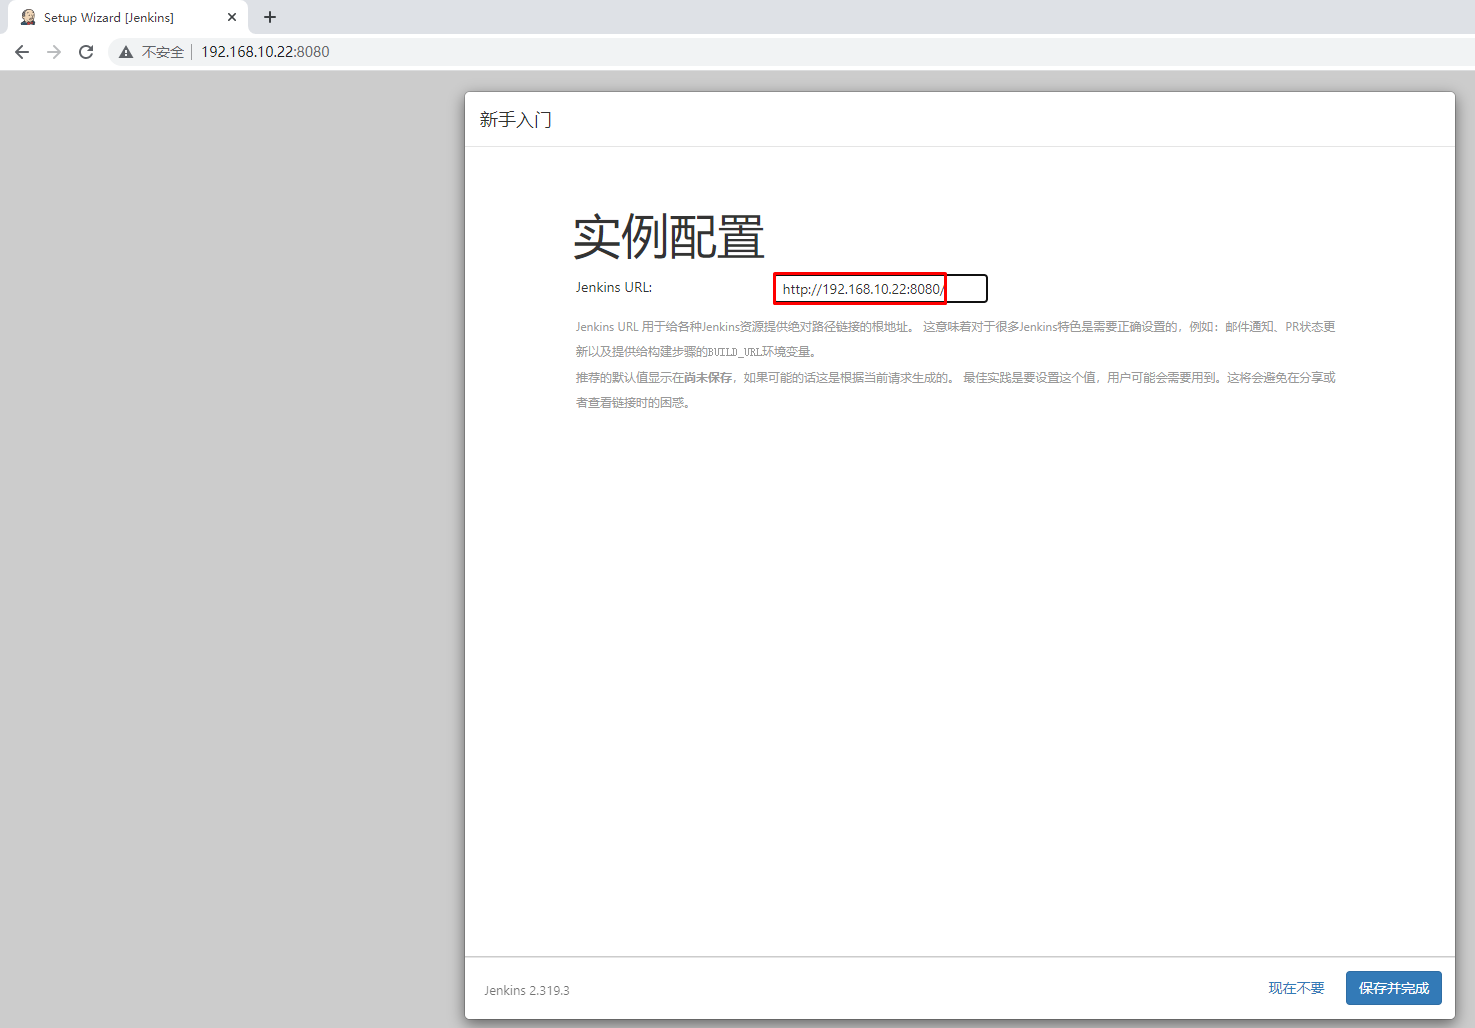 Setup Wizard [Jenkins]
不安全 192.168.10.22:8080
新手入门
实例配置
Jenkins URL: http://192.168.10.22:8080/
Jenkins URL 用于给各种Jenkins资源提供绝对路径链接的根地址。 这意味着对于很多Jenkins特色是需要正确设置的，例如：邮件通知、PR状态更
新以及提供给构建步骤的BUILD_URL环境变量。
推荐的默认值显示在尚未保存，如果可能的话这是根据当前请求生成的。 最佳实践是要设置这个值，用户可能会需要用到。这将会避免在分享或
者查看链接时的困惑。
Jenkins 2.319.3
现在不要 保存并完成